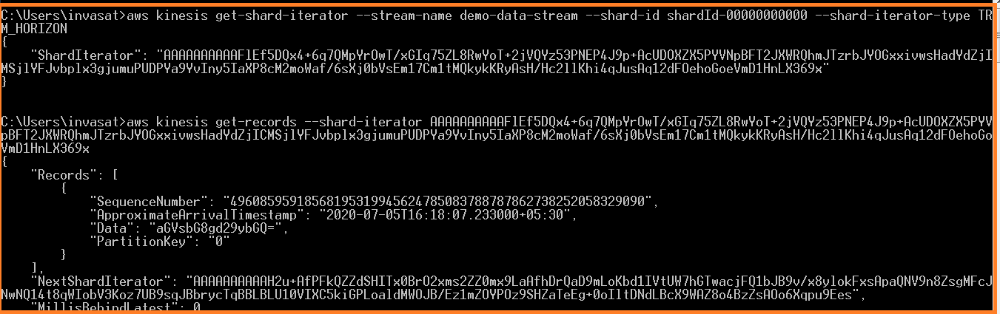 C:\Users\invasat>aws kinesis get-shard-iterator --stream-name demo-data-stream --shard-id shardId-00000000000 --shard-iterator-type TR
M_HORIZON
{
"ShardIterator": "AAAAAAAAAAFlEf5DQx4+6q7QMpYrOwT/xGIq75ZL8RwYoT+2jVQYz53PNEP4J9p+AcUDOXZX5PYVNpBFT2JXWRQhmJTzrbJYOGxxivwsHadYdZjI
MSjlYFJvbplx3gjumuPUDPYa9YvIny5IaXP8cM2moWaf/6sXj0bVsEm17Cm1tMQkykKRyAsH/Hc2llKhi4qJusAq12dFOehoGoeVmD1HnLX369x"
}
C:\Users\invasat>aws kinesis get-records --shard-iterator AAAAAAAAAAFlEf5DQx4+6q7QMpYrOwT/xGIq75ZL8RwYoT+2jVQYz53PNEP4J9p+AcUDOXZX5PYV
pBFT2JXWRQhmJTzrbJYOGxxivwsHadYdZjICMSjlYFJvbplx3gjumuPUDPYa9YvIny5IaXP8cM2moWaf/6sXj0bVsEm17Cm1tMQkykKRyAsH/Hc2llKhi4qJusAq12dFOehoGo
VmD1HnLX369x
{
"Records": [
{
"SequenceNumber": "49608595918568195319945624785083788787862738252058329090",
"ApproximateArrivalTimestamp": "2020-07-05T16:18:07.233000+05:30",
"Data": "aGVsbG8gd29ybGQ=",
"PartitionKey": "0"
}
],
"NextShardIterator": "AAAAAAAAAAH2u+AfPFkQZZdSHITx0BrO2xms2ZZ0mx9LaAfhDrQaD9mLoKbd1IVtUW7hGTwacjFQ1bJB9v/x8ylokFxsApaQNV9n8ZsgMFcJ
NwNQ14t8qWIobV3Koz7UB9sqJBbrycTqBBLBLU10VIXC5kiGPLoaldMWOJB/Ez1mZOYPOz9SHZaTeEg+0oIltDNdLBcX9WAZ8o4BzZsAOo6Xqpu9Ees",
"MillisBehindLatest": 0